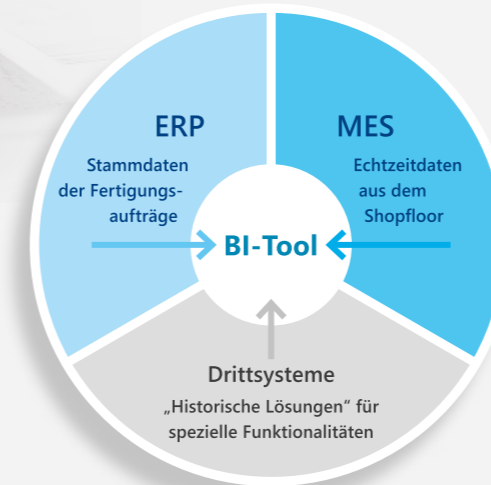 ERP
Stammdaten
der Fertigungs-
aufträge
MES
Echtzeitdaten
aus dem
Shopfloor
BI-Tool
Drittsysteme
„Historische Lösungen“ für
spezielle Funktionalitäten